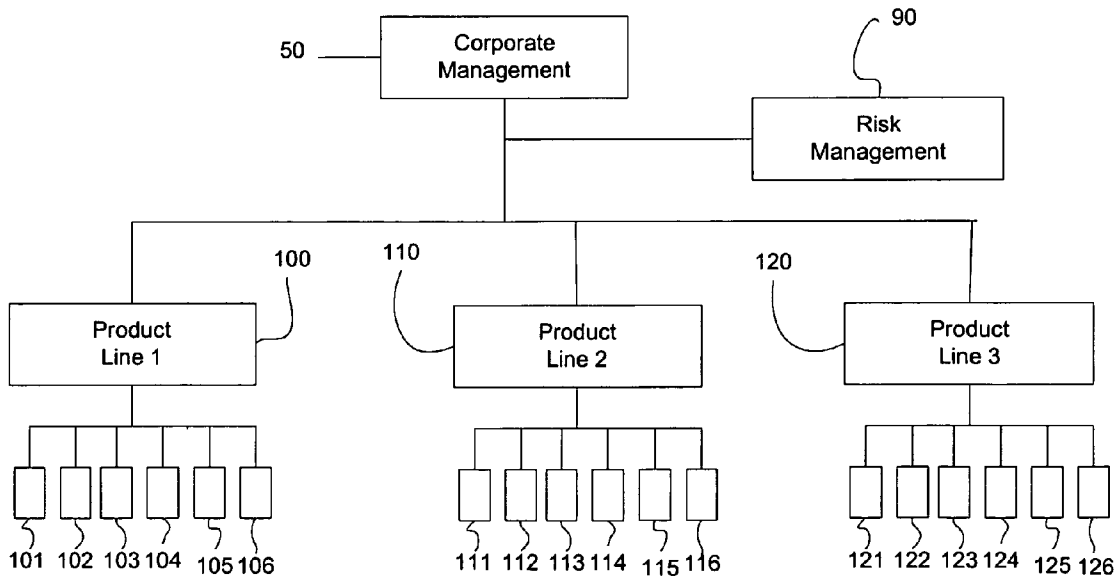 90
50
Corporate
Management
Risk
Management
100
110
120
Product
Line 1
Product
Line 2
Product
Line 3
101 102 103 104 105 106
111 112 113 114 115 116
121 122 123 124 125 126